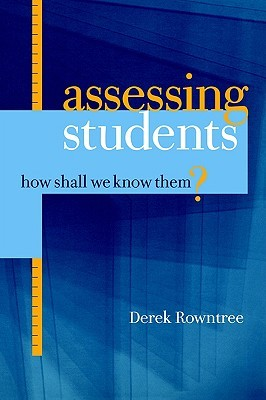 assessing
students
how shall we know them?
Derek Rowntree